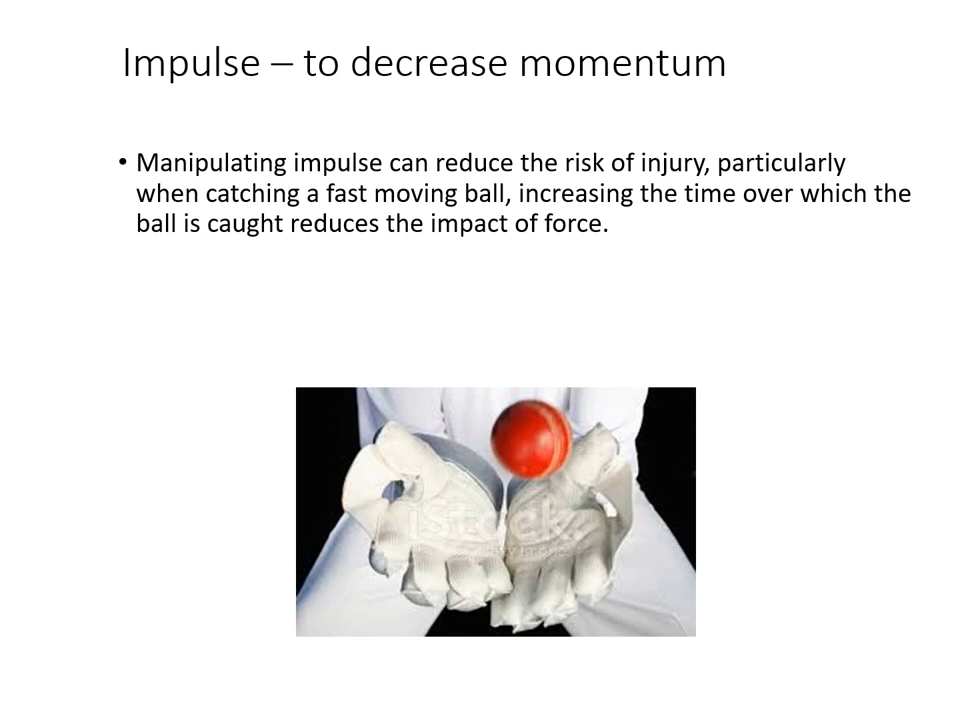 Impulse – to decrease momentum
• Manipulating impulse can reduce the risk of injury, particularly
when catching a fast moving ball, increasing the time over which the
ball is caught reduces the impact of force.
iStock.